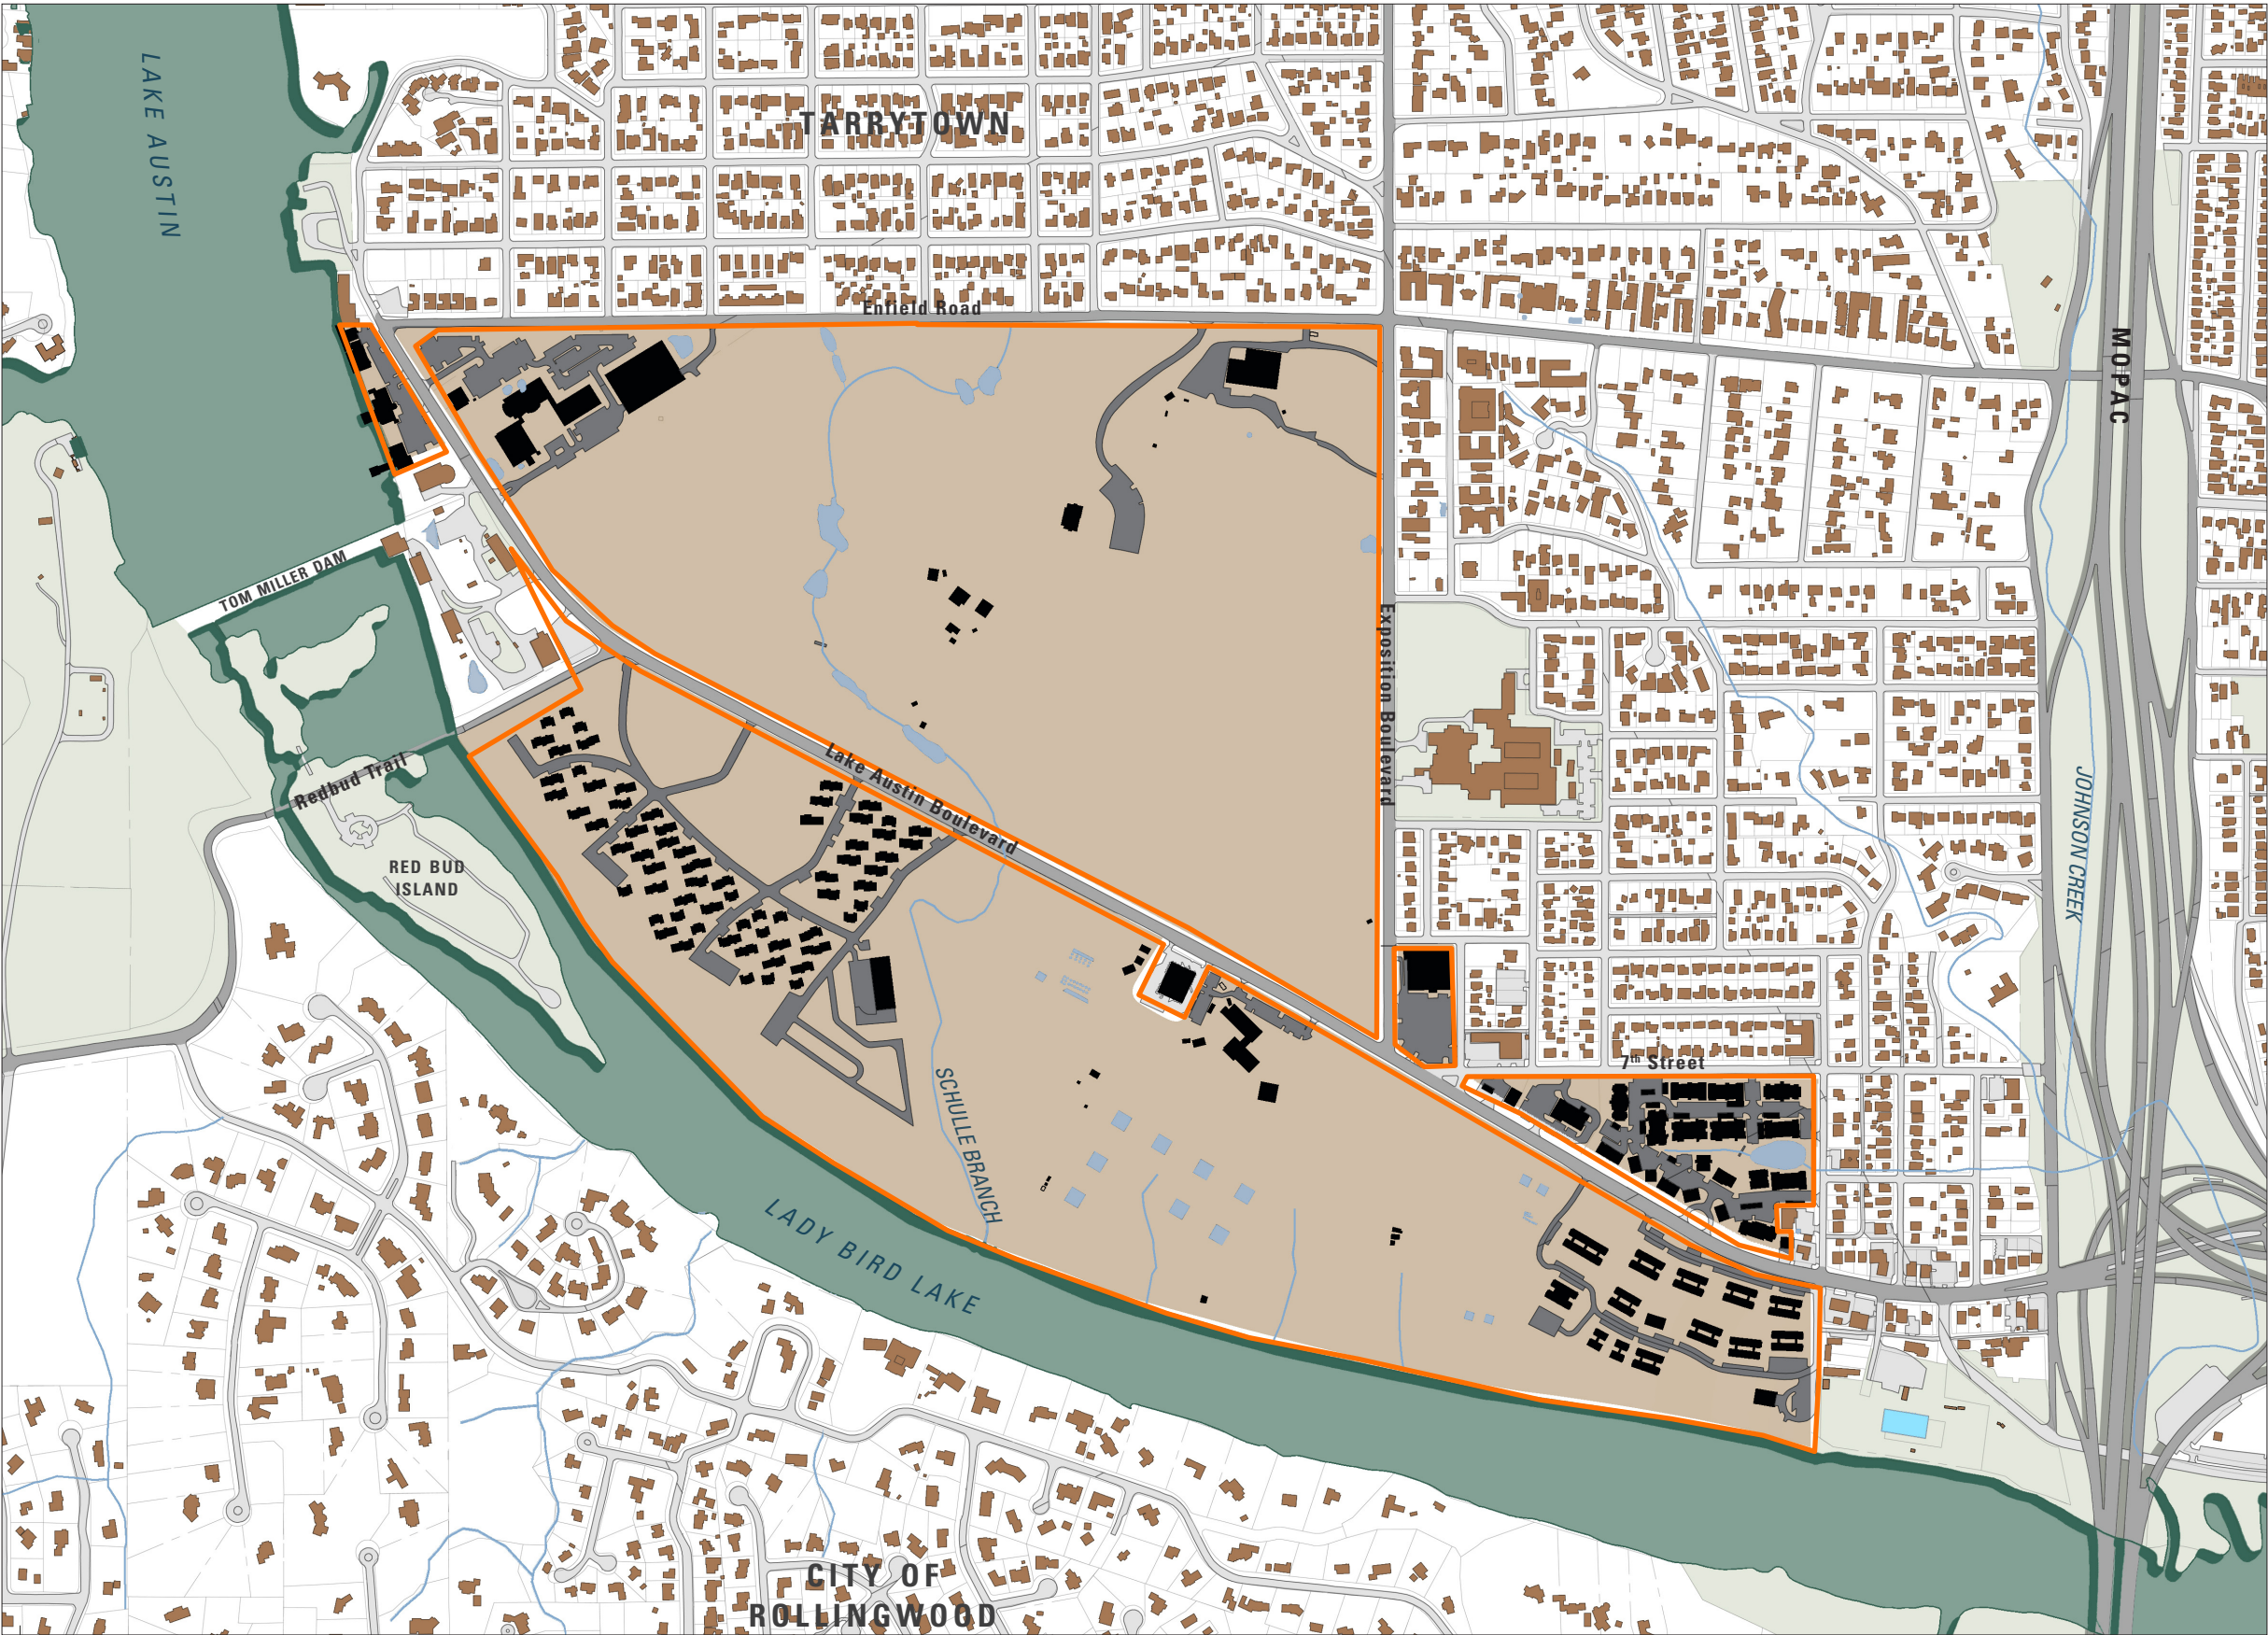 LAKE AUSTIN
TARRYTOWN
Enfield Road
MOPAC
TOM MILLER DAM
Exposition Boulevard
Lake Austin Boulevard
Redbud Trail
JOHNSON CREEK
RED BUD
ISLAND
7th Street
SCHULLE BRANCH
LADY BIRD LAKE
CITY OF
ROLLINGWOOD